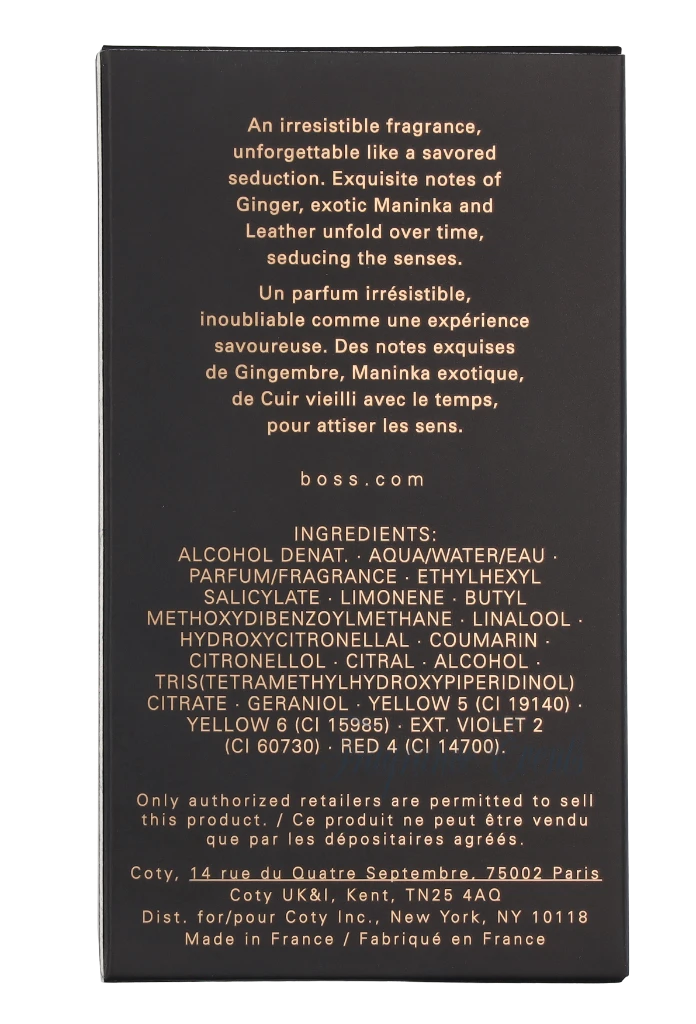 An irresistible fragrance,
unforgettable like a savored
seduction. Exquisite notes of
Ginger, exotic Maninka and
Leather unfold over time,
seducing the senses.
Un parfum irrésistible,
inoubliable comme une expérience
savoureuse. Des notes exquises
de Gingembre, Maninka exotique,
de Cuir vieilli avec le temps,
pour attiser les sens.
boss.com
INGREDIENTS:
ALCOHOL DENAT. · AQUA/WATER/EAU ·
PARFUM/FRAGRANCE · ETHYLHEXYL
SALICYLATE · LIMONENE · BUTYL
METHOXYDIBENZOYLMETHANE · LINALOOL ·
HYDROXYCITRONELLAL · COUMARIN ·
CITRONELLOL · CITRAL · ALCOHOL ·
TRIS(TETRAMETHYLHYDROXYPIPERIDINOL)
CITRATE · GERANIOL · YELLOW 5 (CI 19140) ·
YELLOW 6 (CI 15985) · EXT. VIOLET 2
(CI 60730) · RED 4 (CI 14700).
Only authorized retailers are permitted to sell
this product. / Ce produit ne peut être vendu
que par les dépositaires agréés.
Coty, 14 rue du Quatre Septembre, 75002 Paris
Coty UK&I, Kent, TN25 4AQ
Dist. for/pour Coty Inc., New York, NY 10118
Made in France / Fabriqué en France